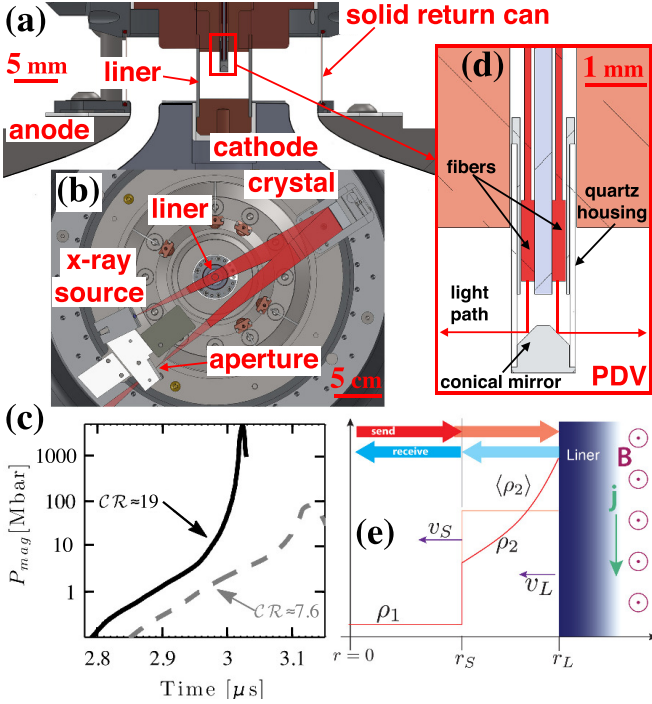 (a)
solid return can
5 mm
liner
anode
cathode
(b)
crystal
liner
x-ray
source
aperture
5 cm
(d)
1 mm
fibers
quartz
housing
light
path
conical mirror
PDV
(c)
P_mag [Mbar]
1000
100
10
1
CR≈19
CR≈7.6
2.8
2.9
3
3.1
Time [μs]
(e)
send
receive
Liner
B
⟨ρ₂⟩
j
v_S
ρ₂
v_L
ρ₁
r = 0
r_S
r_L